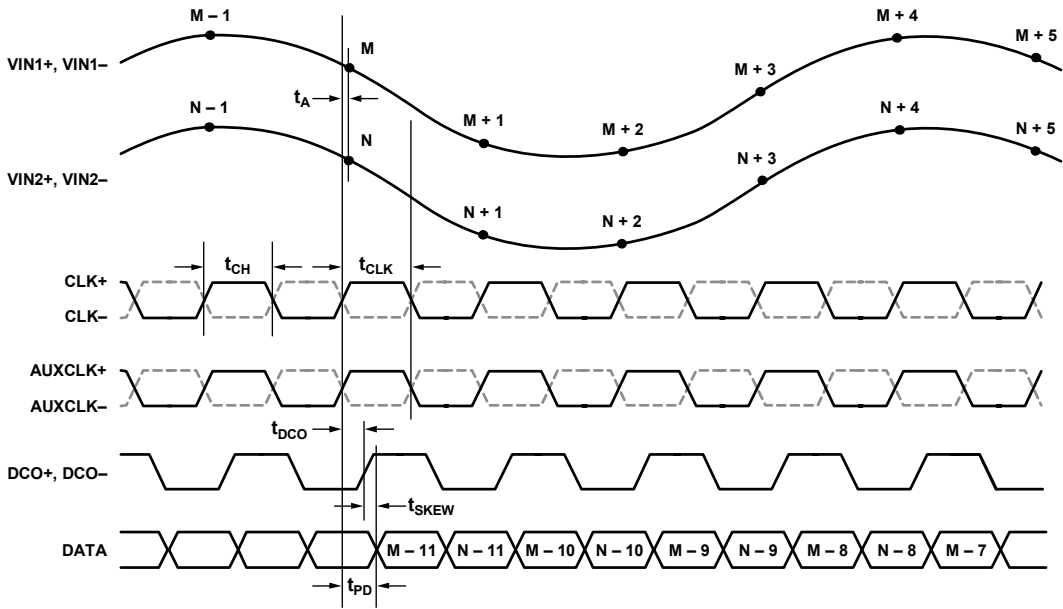 M – 1
M
M + 1
M + 2
M + 3
M + 4
M + 5
VIN1+, VIN1–
tA
N – 1
N
N + 1
N + 2
N + 3
N + 4
N + 5
VIN2+, VIN2–
tCH
tCLK
CLK+
CLK–
AUXCLK+
AUXCLK–
tDCO
DCO+, DCO–
tSKEW
DATA
M – 11
N – 11
M – 10
N – 10
M – 9
N – 9
M – 8
N – 8
M – 7
tPD